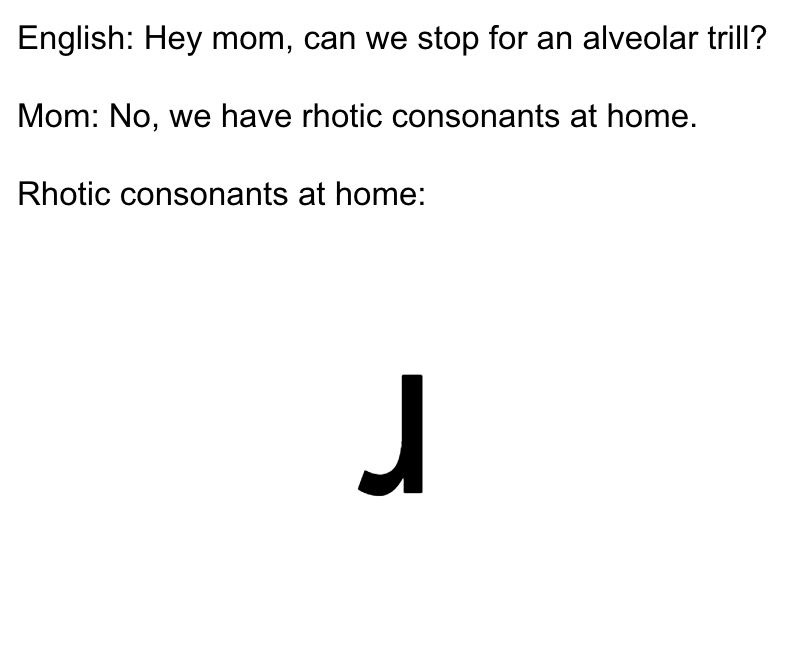 English: Hey mom, can we stop for an alveolar trill?
Mom: No, we have rhotic consonants at home.
Rhotic consonants at home:
ɹ